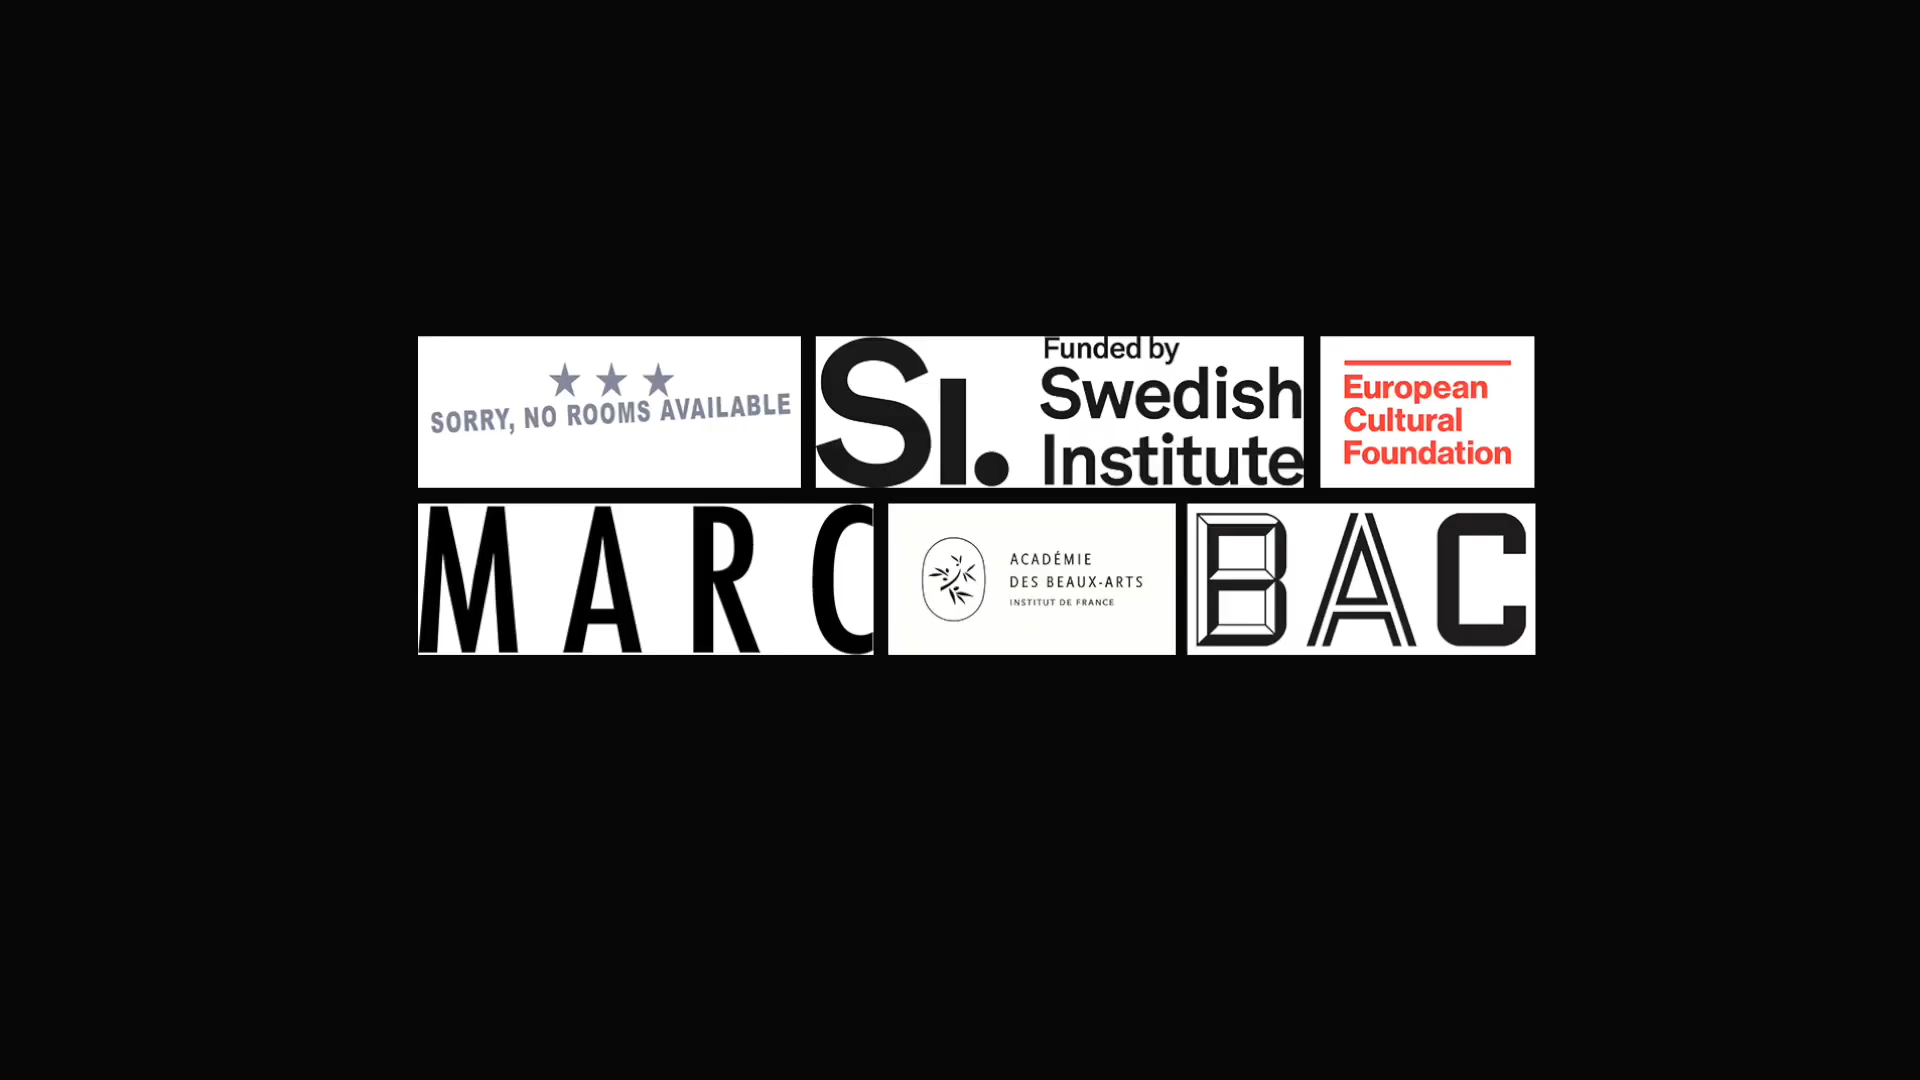 SORRY, NO ROOMS AVAILABLE
SI.
Funded by
Swedish
Institute
European
Cultural
Foundation
MARC
ACADÉMIE
DES BEAUX-ARTS
INSTITUT DE FRANCE
BAC